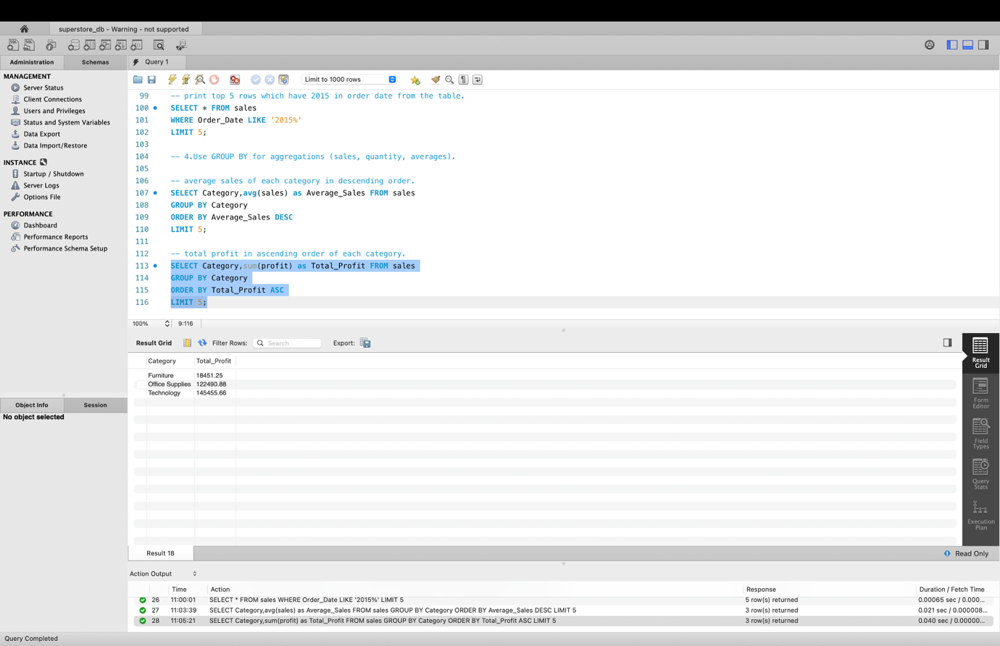 superstore_db - Warning - not supported
Administration
Schemas
Query 1
MANAGEMENT
Server Status
Client Connections
Users and Privileges
Status and System Variables
Data Export
Data Import/Restore
INSTANCE
Startup / Shutdown
Server Logs
Options File
PERFORMANCE
Dashboard
Performance Reports
Performance Schema Setup
Object Info
Session
No object selected
Limit to 1000 rows
99 -- print top 5 rows which have 2015 in order date from the table.
100 SELECT * FROM sales
101 WHERE Order_Date LIKE '2015%'
102 LIMIT 5;
103
104 -- 4.Use GROUP BY for aggregations (sales, quantity, averages).
105
106 -- average sales of each category in descending order.
107 SELECT Category,avg(sales) as Average_Sales FROM sales
108 GROUP BY Category
109 ORDER BY Average_Sales DESC
110 LIMIT 5;
111
112 -- total profit in ascending order of each category.
113 SELECT Category,sum(profit) as Total_Profit FROM sales
114 GROUP BY Category
115 ORDER BY Total_Profit ASC
116 LIMIT 5;
100% 9:116
Result Grid Filter Rows: Search Export:
Category Total_Profit
Furniture 18451.25
Office Supplies 122490.88
Technology 145455.66
Result Grid
Form Editor
Field Types
Query Stats
Execution Plan
Result 18
Read Only
Action Output
Time Action Response Duration / Fetch Time
26 11:00:01 SELECT * FROM sales WHERE Order_Date LIKE '2015%' LIMIT 5 5 row(s) returned 0.00065 sec / 0.000...
27 11:03:39 SELECT Category,avg(sales) as Average_Sales FROM sales GROUP BY Category ORDER BY Average_Sales DESC LIMIT 5 3 row(s) returned 0.021 sec / 0.000008...
28 11:05:21 SELECT Category,sum(profit) as Total_Profit FROM sales GROUP BY Category ORDER BY Total_Profit ASC LIMIT 5 3 row(s) returned 0.040 sec / 0.00000...
Query Completed